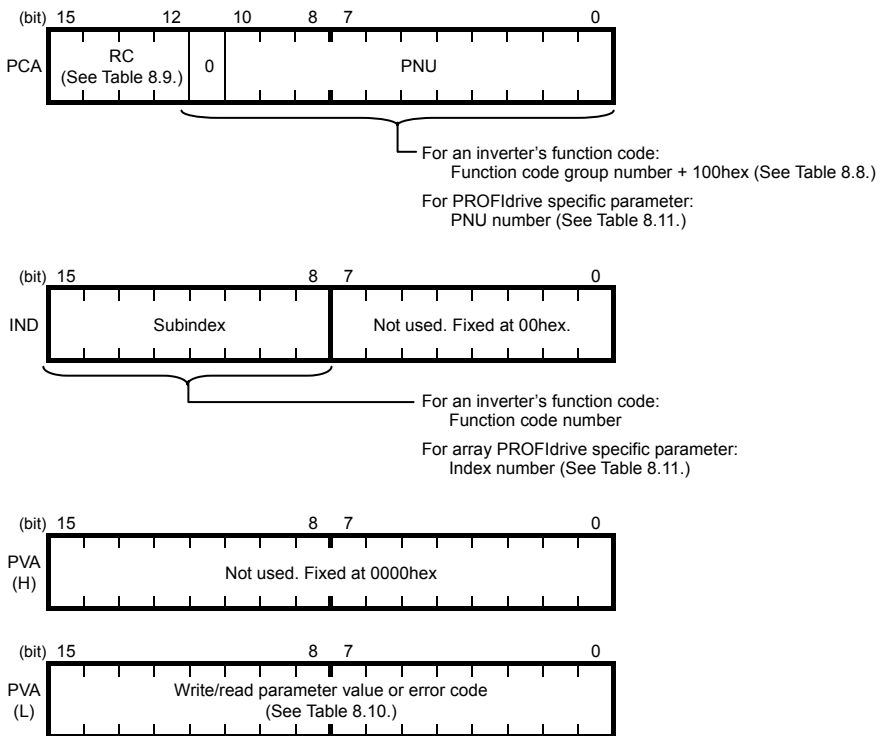 (bit) 15 12 10 8 7 0
PCA
RC
(See Table 8.9.)
0
PNU
For an inverter's function code:
Function code group number + 100hex (See Table 8.8.)
For PROFIdrive specific parameter:
PNU number (See Table 8.11.)
(bit) 15 8 7 0
IND
Subindex
Not used. Fixed at 00hex.
For an inverter's function code:
Function code number
For array PROFIdrive specific parameter:
Index number (See Table 8.11.)
(bit) 15 8 7 0
PVA
(H)
Not used. Fixed at 0000hex
(bit) 15 8 7 0
PVA
(L)
Write/read parameter value or error code
(See Table 8.10.)